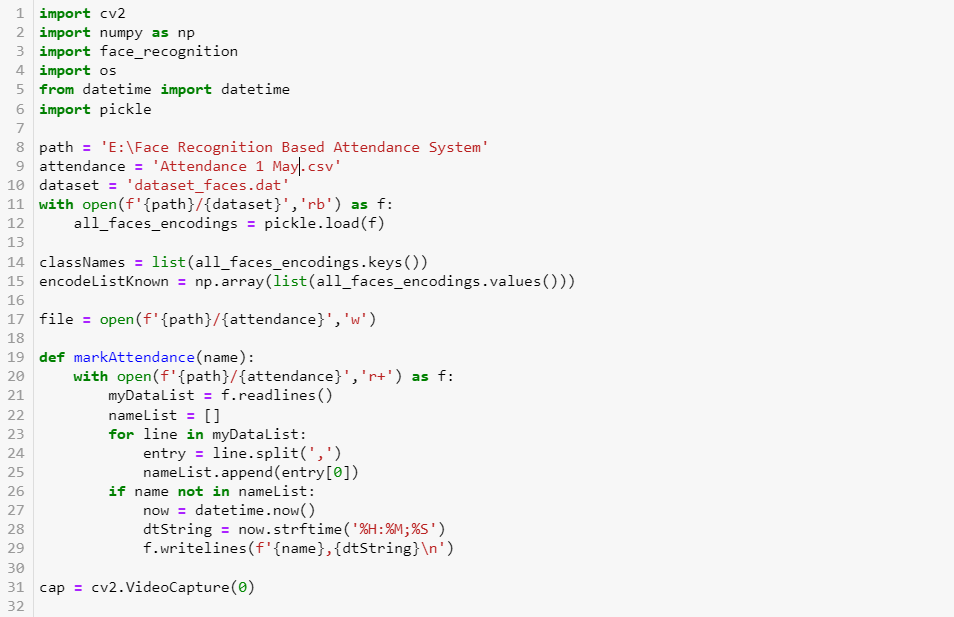 1 import cv2
2 import numpy as np
3 import face_recognition
4 import os
5 from datetime import datetime
6 import pickle
7
8 path = 'E:\Face Recognition Based Attendance System'
9 attendance = 'Attendance 1 May.csv'
10 dataset = 'dataset_faces.dat'
11 with open(f'{path}/{dataset}','rb') as f:
12     all_faces_encodings = pickle.load(f)
13
14 classNames = list(all_faces_encodings.keys())
15 encodeListKnown = np.array(list(all_faces_encodings.values()))
16
17 file = open(f'{path}/{attendance}','w')
18
19 def markAttendance(name):
20     with open(f'{path}/{attendance}','r+') as f:
21         myDataList = f.readlines()
22         nameList = []
23         for line in myDataList:
24             entry = line.split(',')
25             nameList.append(entry[0])
26         if name not in nameList:
27             now = datetime.now()
28             dtString = now.strftime('%H:%M;%S')
29             f.writelines(f'{name},{dtString}\n')
30
31 cap = cv2.VideoCapture(0)
32